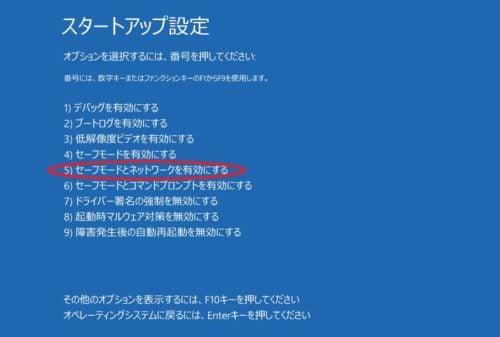 スタートアップ設定
オプションを選択するには、番号を押してください:
番号には、数字キーまたはファンクションキーのF1からF9を使用します。
1) デバッグを有効にする
2) ブートログを有効にする
3) 低解像度ビデオを有効にする
4) セーフモードを有効にする
5) セーフモードとネットワークを有効にする
6) セーフモードとコマンドプロンプトを有効にする
7) ドライバー署名の強制を無効にする
8) 起動時マルウェア対策を無効にする
9) 障害発生後の自動再起動を無効にする
その他のオプションを表示するには、F10キーを押してください
オペレーティングシステムに戻るには、Enterキーを押してください